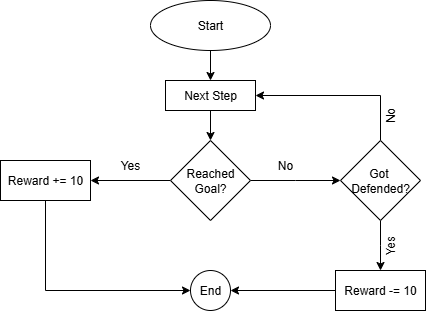 Start
Next Step
No
Reached
Goal?
Yes
No
Got
Defended?
Reward += 10
Yes
End
Reward -= 10